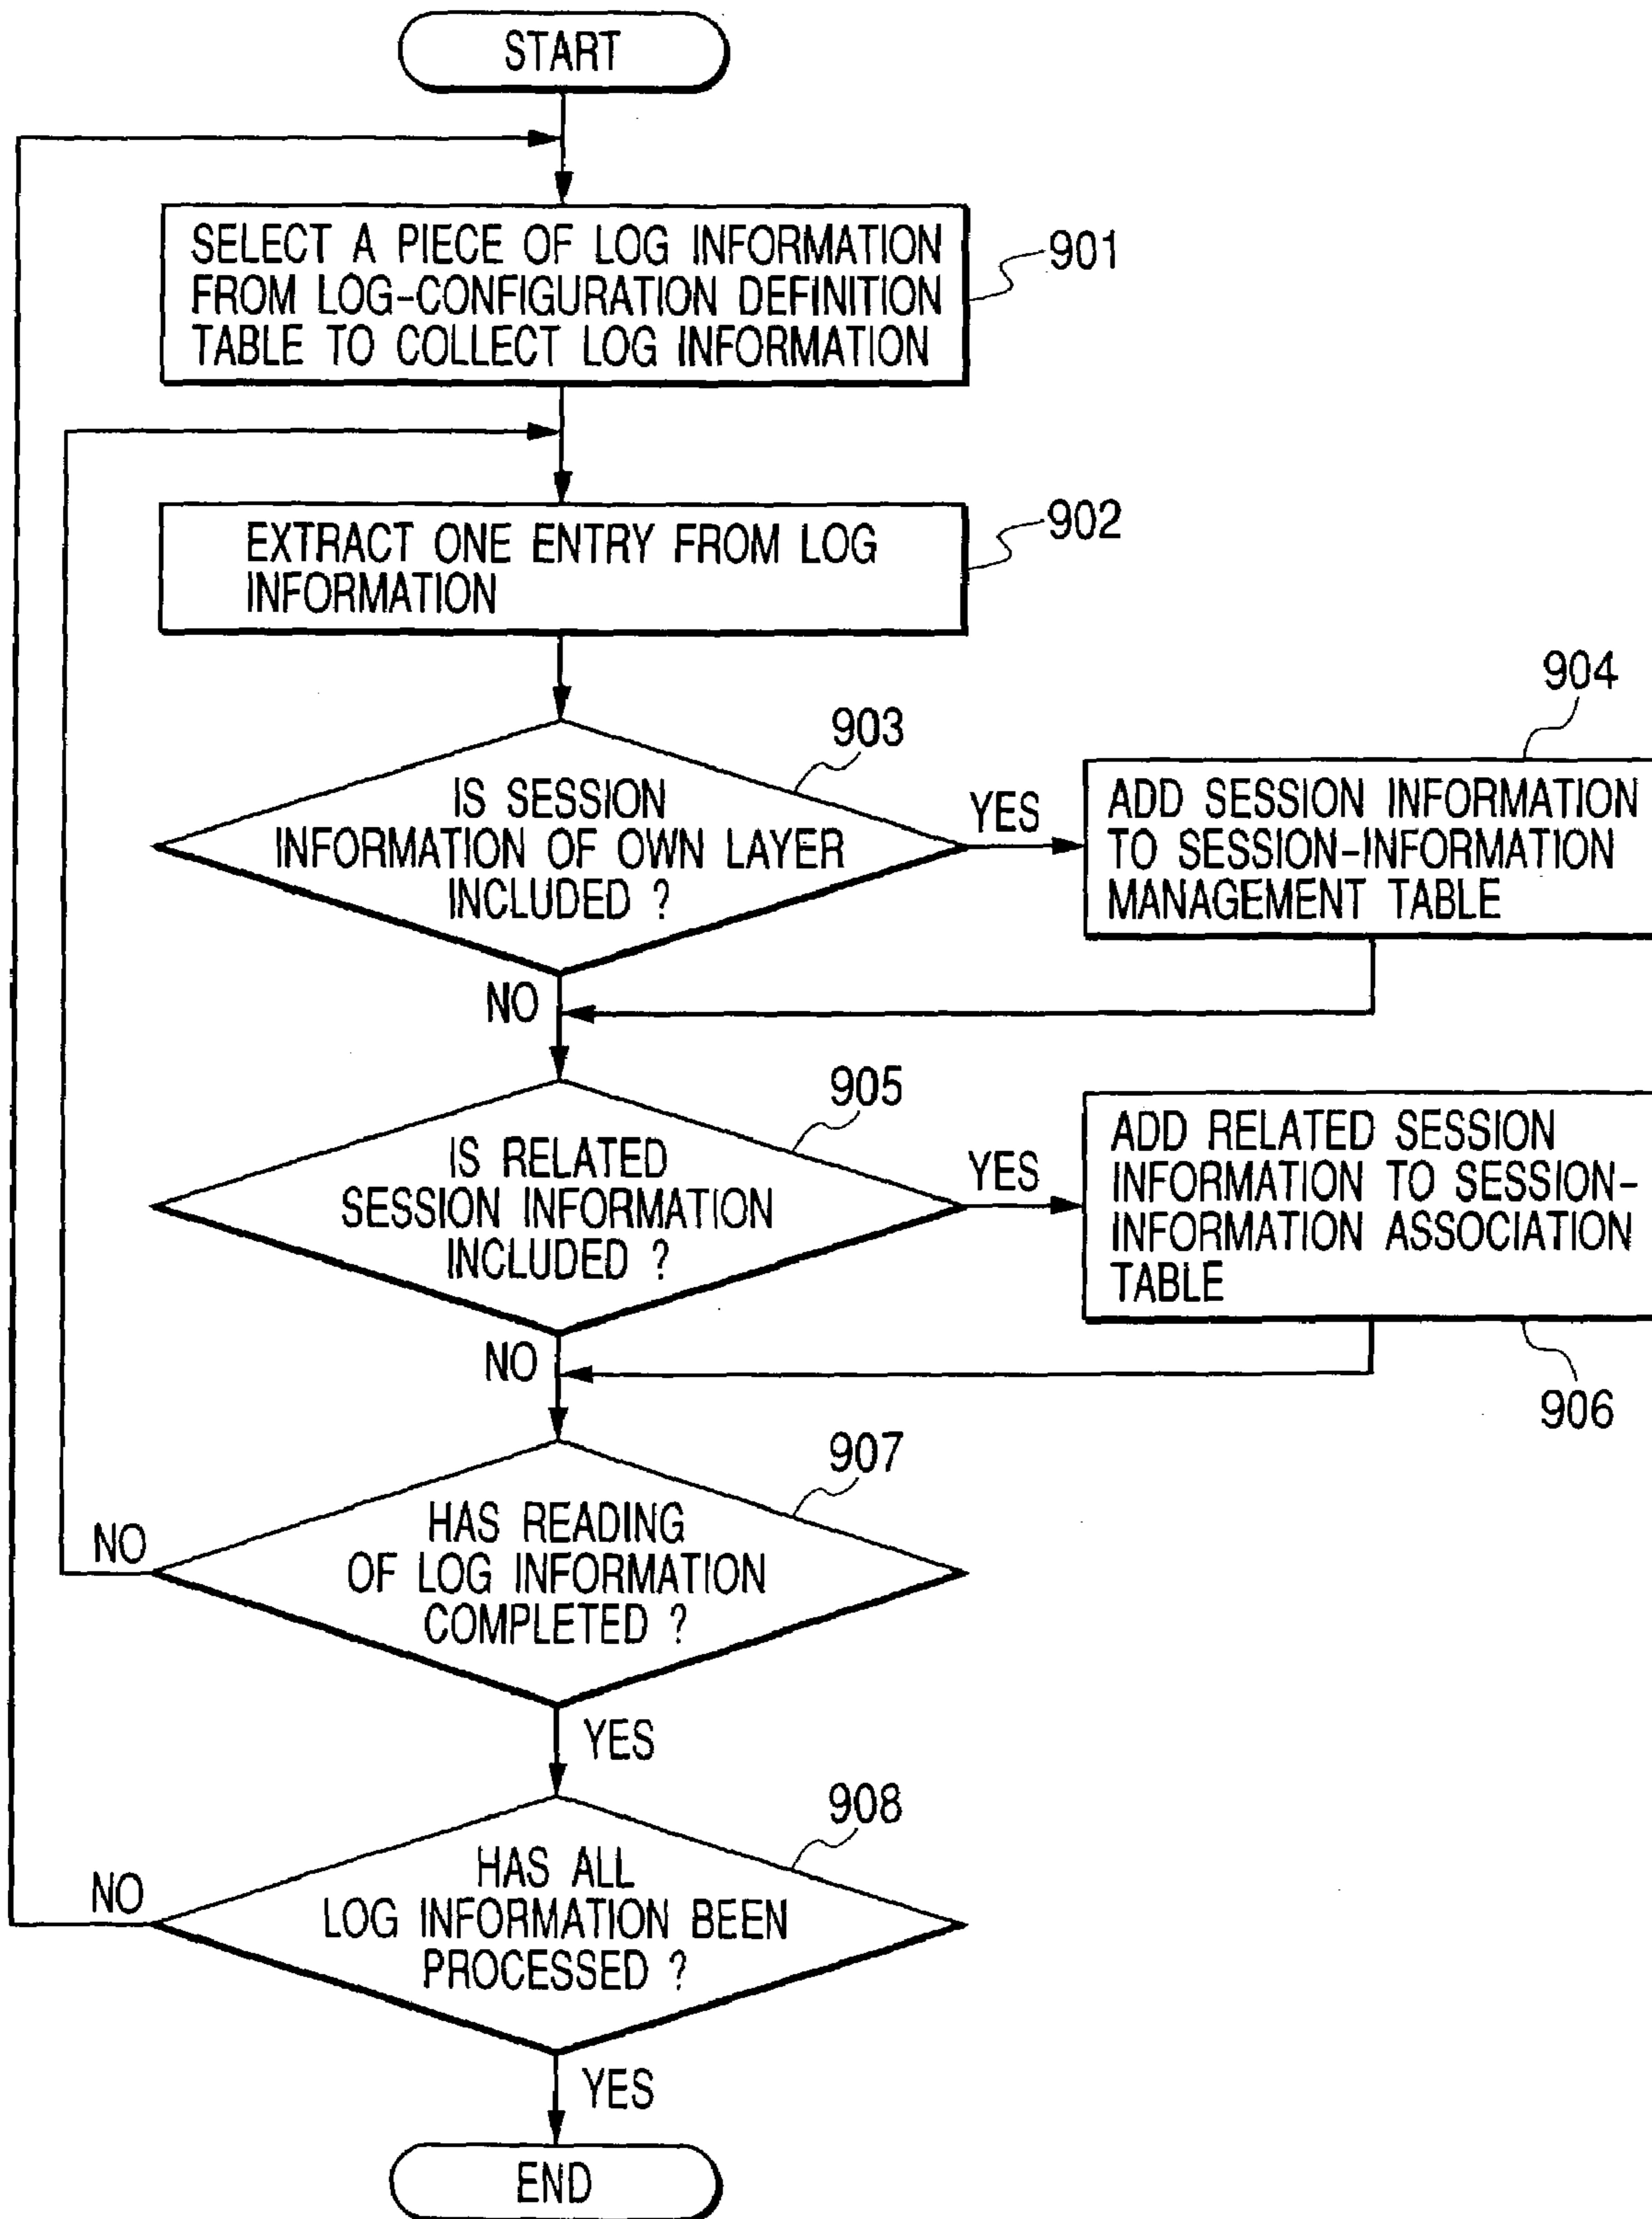 START
SELECT A PIECE OF LOG INFORMATION
FROM LOG-CONFIGURATION DEFINITION
TABLE TO COLLECT LOG INFORMATION
901
EXTRACT ONE ENTRY FROM LOG
INFORMATION
902
903
IS SESSION
INFORMATION OF OWN LAYER
INCLUDED ?
YES
904
ADD SESSION INFORMATION
TO SESSION-INFORMATION
MANAGEMENT TABLE
NO
905
IS RELATED
SESSION INFORMATION
INCLUDED ?
YES
ADD RELATED SESSION
INFORMATION TO SESSION-
INFORMATION ASSOCIATION
TABLE
906
NO
907
HAS READING
OF LOG INFORMATION
COMPLETED ?
NO
YES
908
HAS ALL
LOG INFORMATION BEEN
PROCESSED ?
NO
YES
END